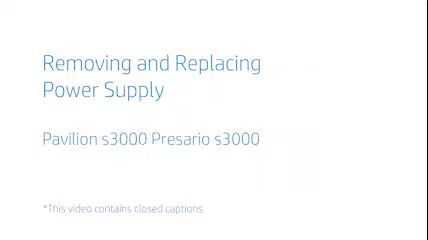 Removing and Replacing
Power Supply
Pavilion s3000 Presario s3000
*This video contains closed captions